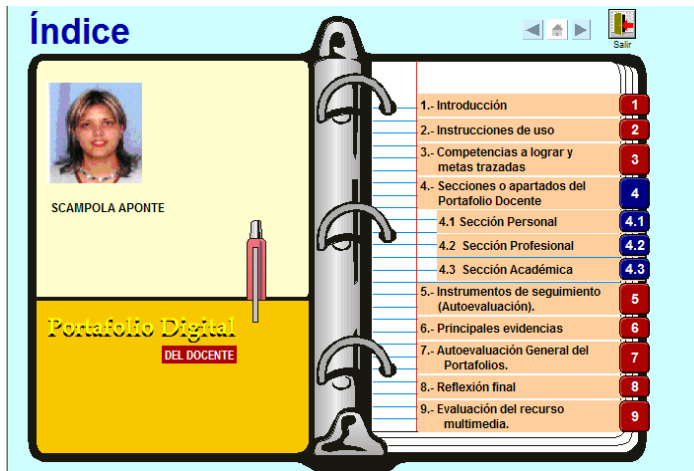 Índice
Salir
SCAMPOLA APONTE
Portafolio Digital
DEL DOCENTE
1.- Introducción 1
2.- Instrucciones de uso 2
3.- Competencias a lograr y
metas trazadas 3
4.- Secciones o apartados del
Portafolio Docente 4
4.1 Sección Personal 4.1
4.2 Sección Profesional 4.2
4.3 Sección Académica 4.3
5.- Instrumentos de seguimiento
(Autoevaluación). 5
6.- Principales evidencias 6
7.- Autoevaluación General del
Portafolios. 7
8.- Reflexión final 8
9.- Evaluación del recurso
multimedia. 9